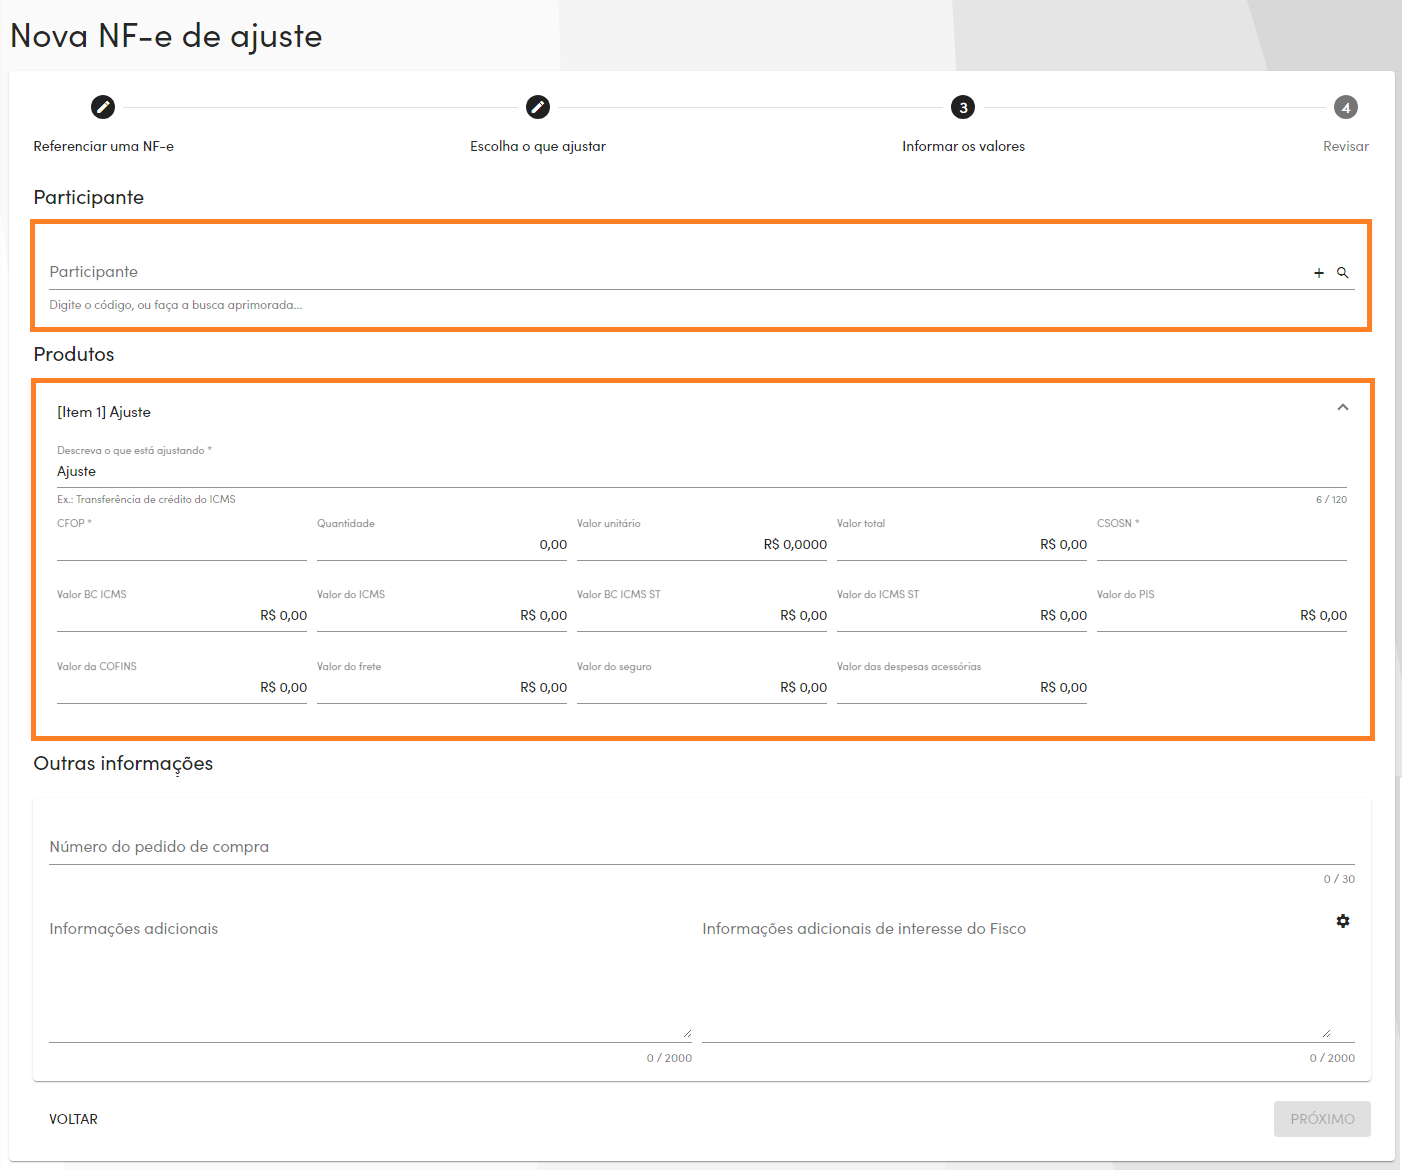 Nova NF-e de ajuste
3
4
Referenciar uma NF-e
Escolha o que ajustar
Informar os valores
Revisar
Participante
Participante
Digite o código, ou faça a busca aprimorada...
Produtos
[Item 1] Ajuste
Descreva o que está ajustando *
Ajuste
Ex.: Transferência de crédito do ICMS 6 / 120
CFOP * Quantidade Valor unitário Valor total CSOSN *
0,00 R$ 0,0000 R$ 0,00
Valor BC ICMS Valor do ICMS Valor BC ICMS ST Valor do ICMS ST Valor do PIS
R$ 0,00 R$ 0,00 R$ 0,00 R$ 0,00 R$ 0,00
Valor da COFINS Valor do frete Valor do seguro Valor das despesas acessórias
R$ 0,00 R$ 0,00 R$ 0,00 R$ 0,00
Outras informações
Número do pedido de compra
0 / 30
Informações adicionais Informações adicionais de interesse do Fisco
0 / 2000 0 / 2000
VOLTAR PRÓXIMO